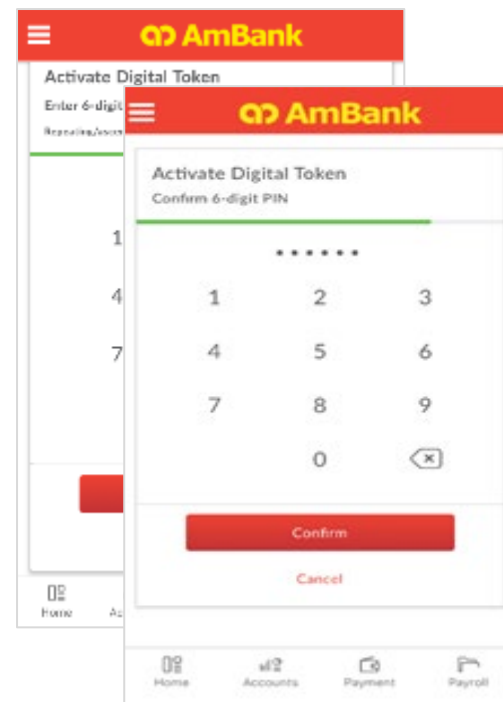 AmBank
Activate Digital Token
Enter 6-digit
1
4
7
Home
AmBank
Activate Digital Token
Confirm 6-digit PIN
1 2 3
4 5 6
7 8 9
0
Confirm
Cancel
Home Accounts Payment Payroll